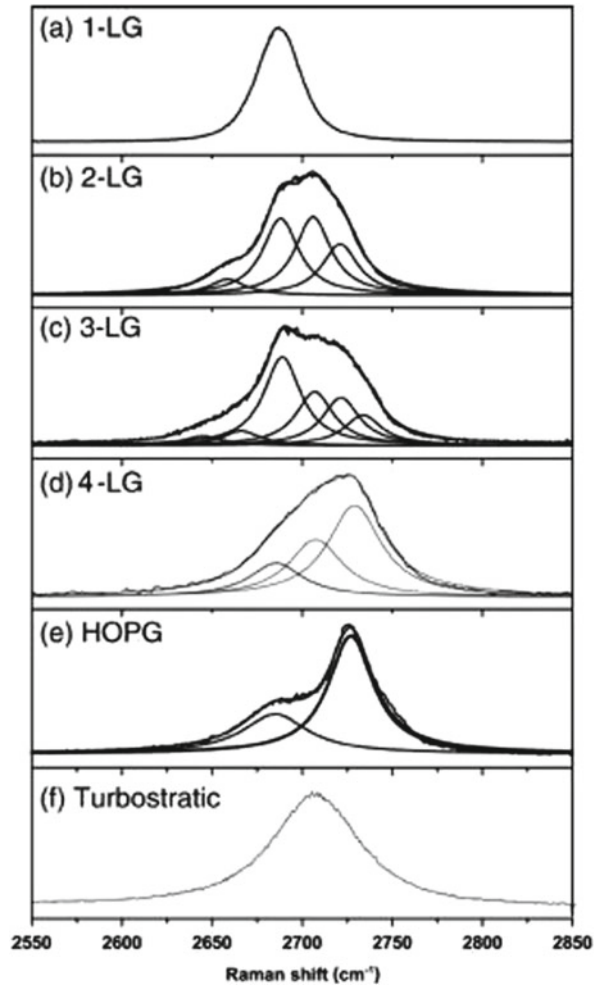 (a) 1-LG
(b) 2-LG
(c) 3-LG
(d) 4-LG
(e) HOPG
(f) Turbostratic
2550 2600 2650 2700 2750 2800 2850
Raman shift (cm⁻¹)